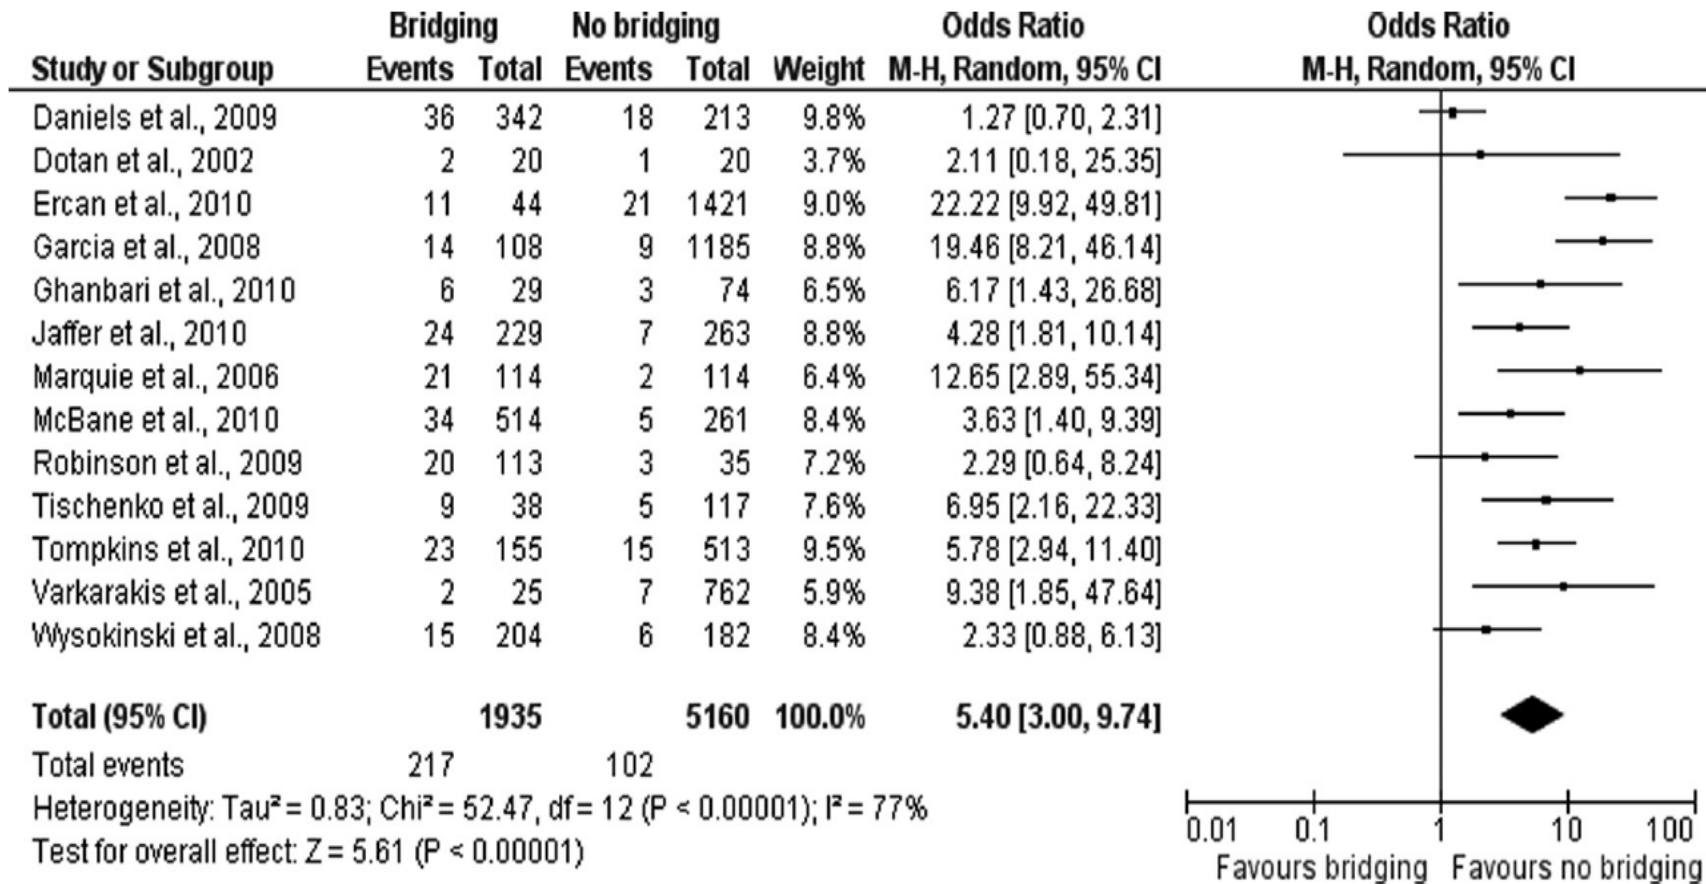 Bridging No bridging Odds Ratio Odds Ratio
Study or Subgroup Events Total Events Total Weight M-H, Random, 95% CI M-H, Random, 95% CI
Daniels et al., 2009 36 342 18 213 9.8% 1.27 [0.70, 2.31]
Dotan et al., 2002 2 20 1 20 3.7% 2.11 [0.18, 25.35]
Ercan et al., 2010 11 44 21 1421 9.0% 22.22 [9.92, 49.81]
Garcia et al., 2008 14 108 9 1185 8.8% 19.46 [8.21, 46.14]
Ghanbari et al., 2010 6 29 3 74 6.5% 6.17 [1.43, 26.68]
Jaffer et al., 2010 24 229 7 263 8.8% 4.28 [1.81, 10.14]
Marquie et al., 2006 21 114 2 114 6.4% 12.65 [2.89, 55.34]
McBane et al., 2010 34 514 5 261 8.4% 3.63 [1.40, 9.39]
Robinson et al., 2009 20 113 3 35 7.2% 2.29 [0.64, 8.24]
Tischenko et al., 2009 9 38 5 117 7.6% 6.95 [2.16, 22.33]
Tompkins et al., 2010 23 155 15 513 9.5% 5.78 [2.94, 11.40]
Varkarakis et al., 2005 2 25 7 762 5.9% 9.38 [1.85, 47.64]
Wysokinski et al., 2008 15 204 6 182 8.4% 2.33 [0.88, 6.13]
Total (95% CI) 1935 5160 100.0% 5.40 [3.00, 9.74]
Total events 217 102
Heterogeneity: Tau² = 0.83; Chi² = 52.47, df = 12 (P < 0.00001); I² = 77%
Test for overall effect: Z = 5.61 (P < 0.00001)
0.01 0.1 1 10 100
Favours bridging Favours no bridging